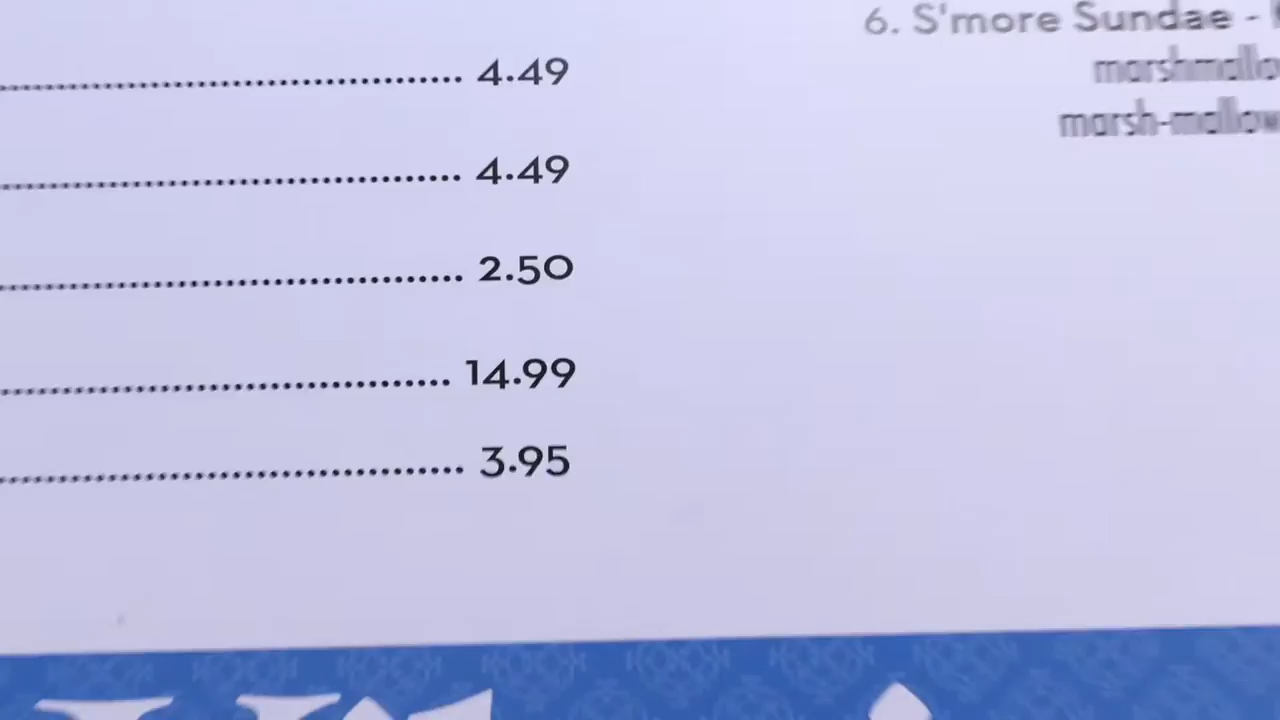 ............................................ 4.49
............................................ 4.49
............................................ 2.50
............................................ 14.99
............................................ 3.95
6. S'more Sundae -
marshmallo
marsh-mallow